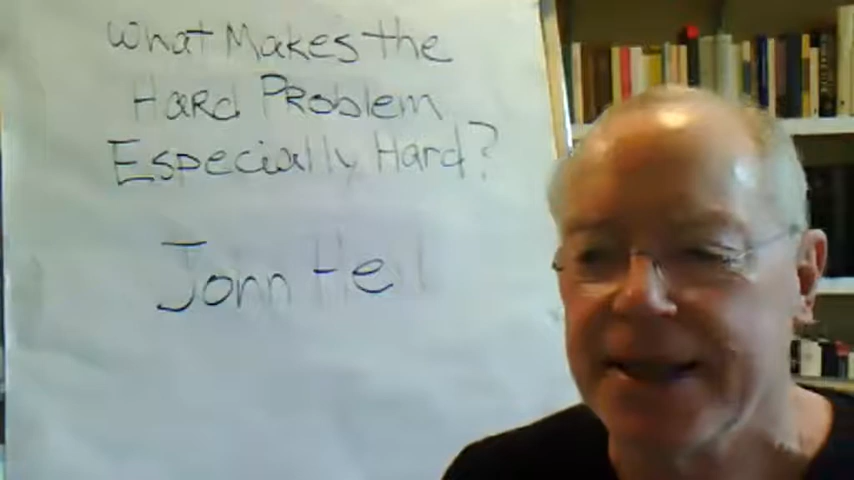 What Makes the
Hard Problem
Especially Hard?
John Heil